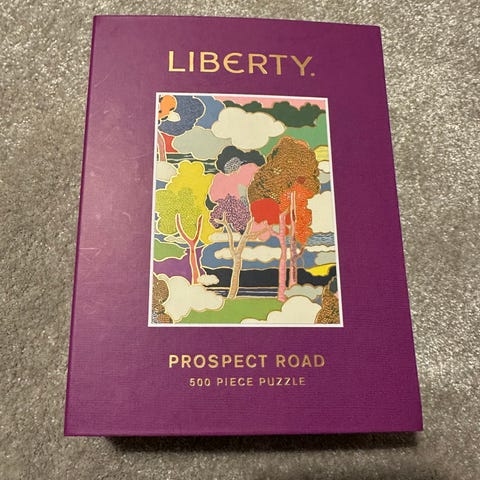 LIBERTY.
PROSPECT ROAD
500 PIECE PUZZLE